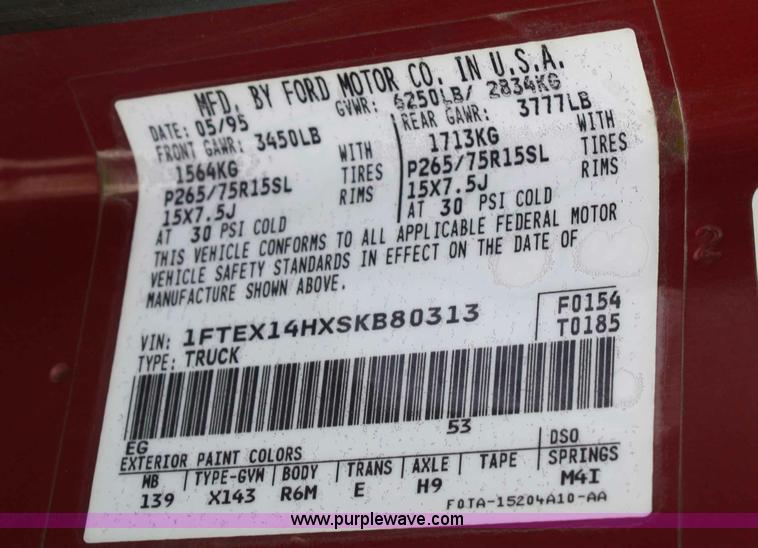 MFD. BY FORD MOTOR CO. IN U.S.A.
DATE: 05/95 GVWR: 6250LB/ 2834KG
FRONT GAWR: 3450LB REAR GAWR: 3777LB
1564KG WITH 1713KG WITH
P265/75R15SL TIRES P265/75R15SL TIRES
15X7.5J RIMS 15X7.5J RIMS
AT 30 PSI COLD AT 30 PSI COLD
THIS VEHICLE CONFORMS TO ALL APPLICABLE FEDERAL MOTOR
VEHICLE SAFETY STANDARDS IN EFFECT ON THE DATE OF
MANUFACTURE SHOWN ABOVE.
VIN: 1FTEX14HXSKB80313 F0154
TYPE: TRUCK T0185
53
EG DSO
EXTERIOR PAINT COLORS
WB TYPE-GVW BODY TRANS AXLE TAPE SPRINGS
139 X143 R6M E H9 M4I
F0TA-15204A10-AA
2
www.purplewave.com